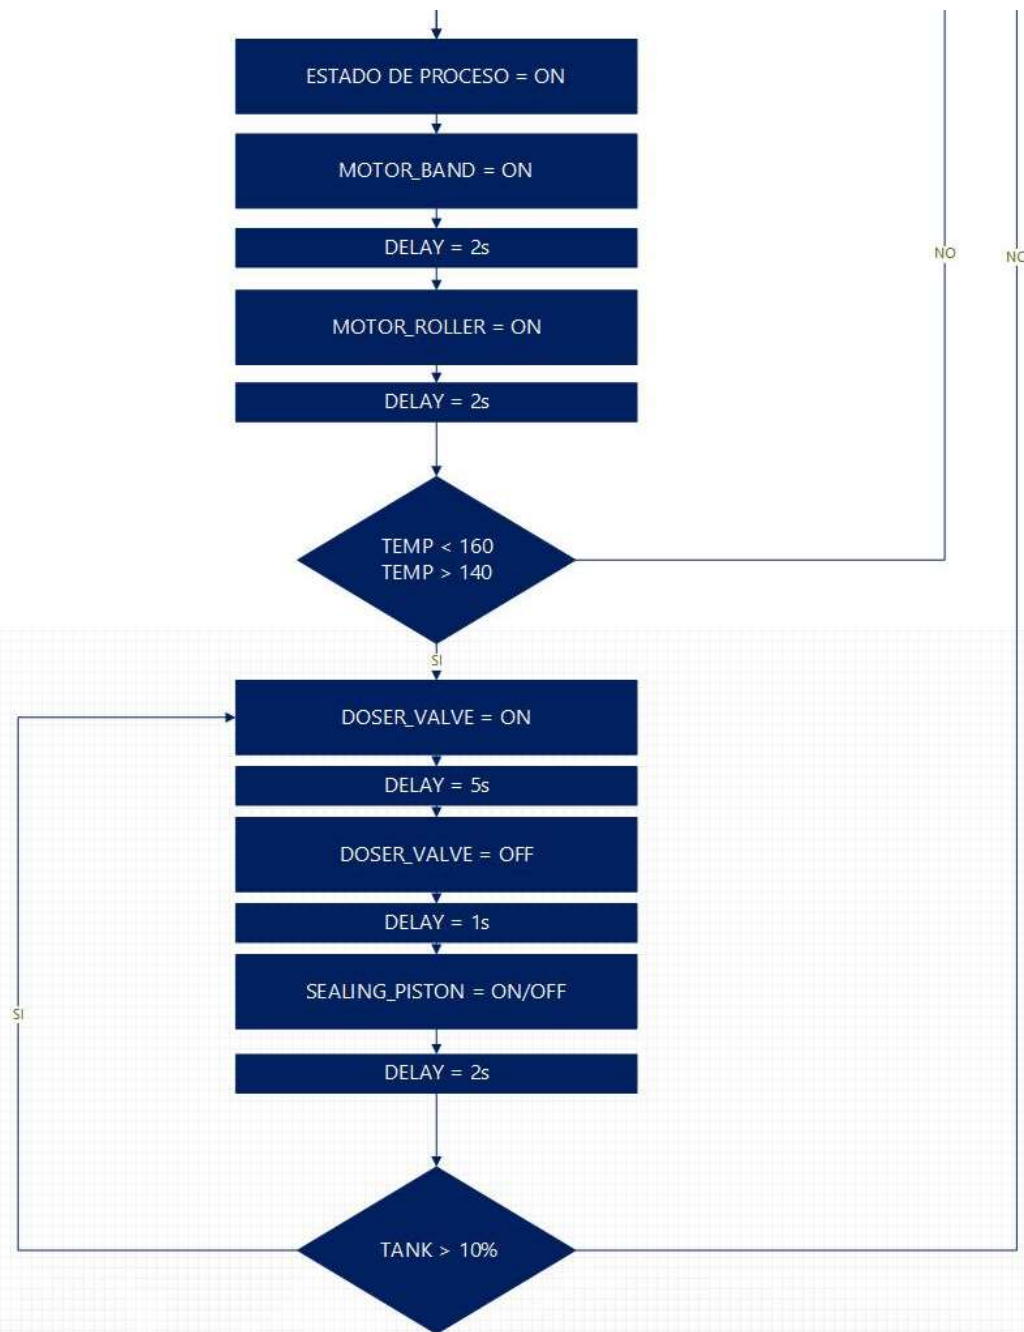 ESTADO DE PROCESO = ON
MOTOR_BAND = ON
DELAY = 2s
NO
NO
MOTOR_ROLLER = ON
DELAY = 2s
TEMP < 160
TEMP > 140
SI
DOSER_VALVE = ON
DELAY = 5s
DOSER_VALVE = OFF
DELAY = 1s
SEALING_PISTON = ON/OFF
SI
DELAY = 2s
TANK > 10%